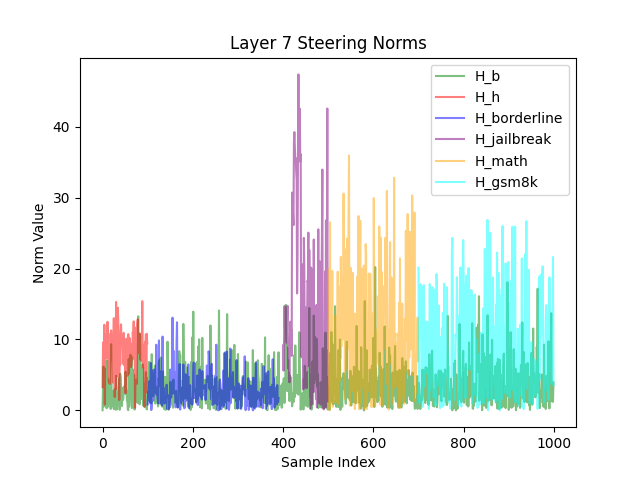 Layer 7 Steering Norms
H_b
H_h
H_borderline
H_jailbreak
H_math
H_gsm8k
Norm Value
40
30
20
10
0
0
200
400
600
800
1000
Sample Index